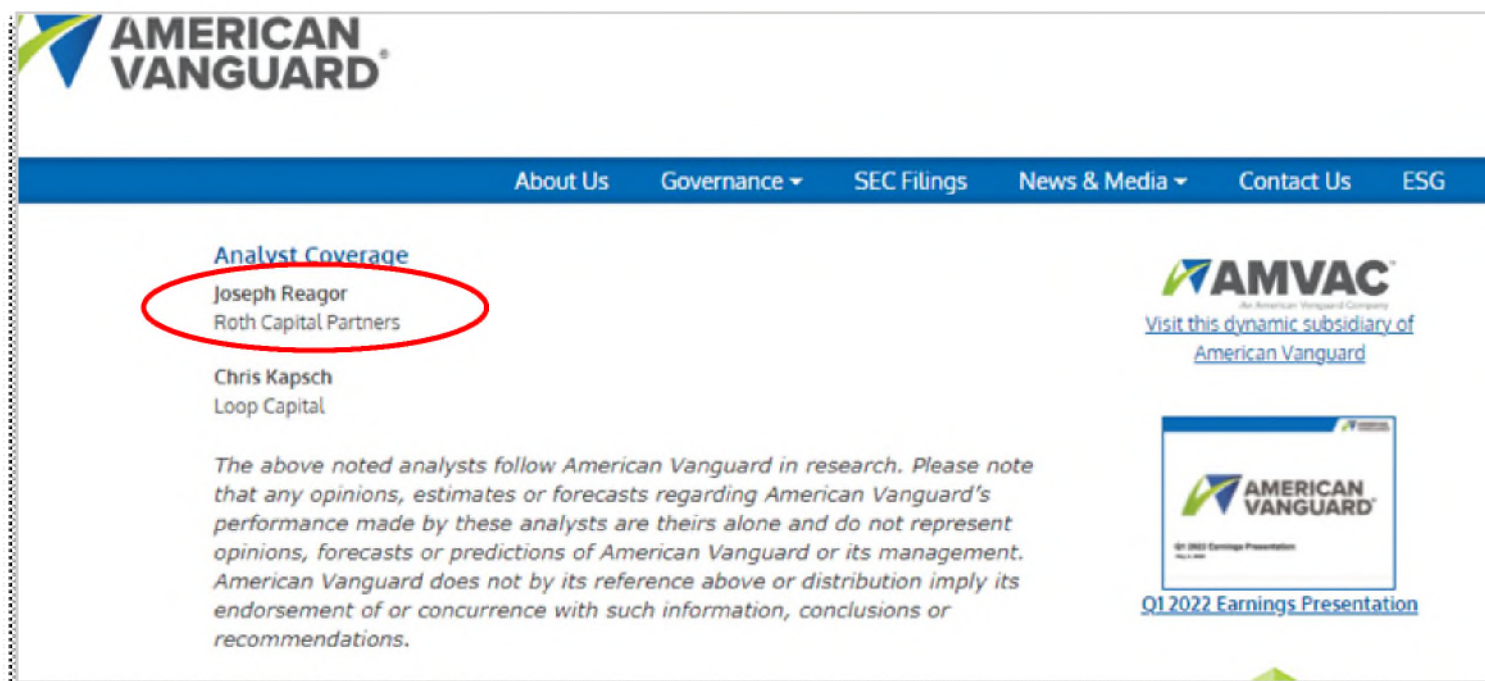 AMERICAN
VANGUARD®
About Us Governance SEC Filings News & Media Contact Us ESG
Analyst Coverage
Joseph Reagor
Roth Capital Partners
Chris Kapsch
Loop Capital
The above noted analysts follow American Vanguard in research. Please note
that any opinions, estimates or forecasts regarding American Vanguard's
performance made by these analysts are theirs alone and do not represent
opinions, forecasts or predictions of American Vanguard or its management.
American Vanguard does not by its reference above or distribution imply its
endorsement of or concurrence with such information, conclusions or
recommendations.
AMVAC
An American Vanguard Company
Visit this dynamic subsidiary of
American Vanguard
AMERICAN
VANGUARD
Q1 2022 Earnings Presentation
Q1 2022 Earnings Presentation